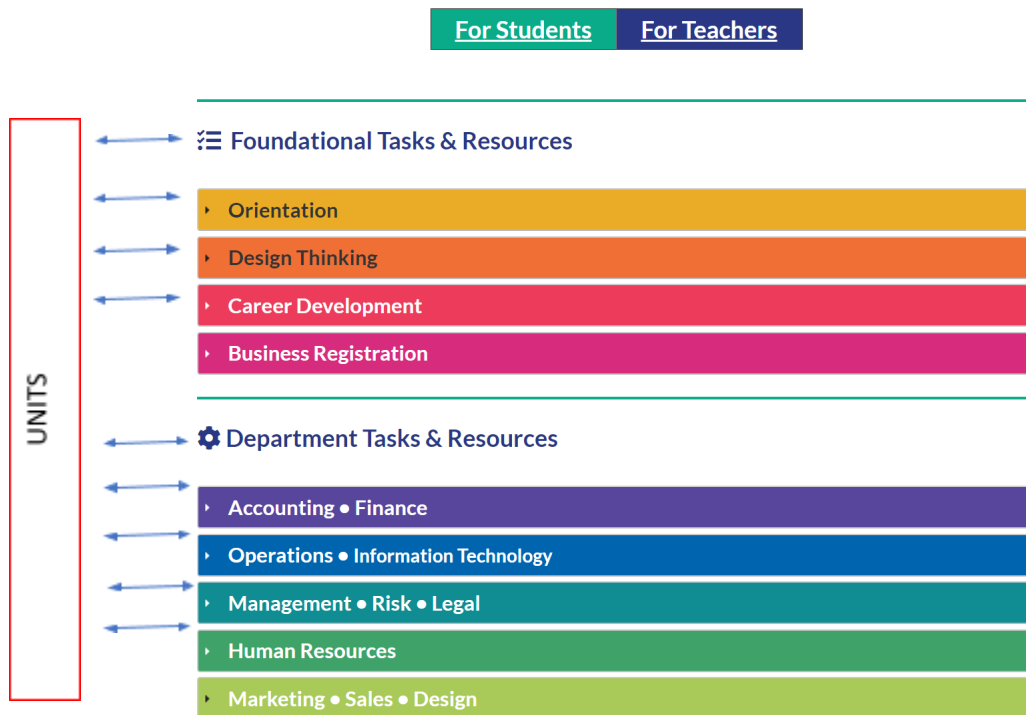 For Students For Teachers
Foundational Tasks & Resources
Orientation
Design Thinking
Career Development
Business Registration
UNITS
Department Tasks & Resources
Accounting ● Finance
Operations ● Information Technology
Management ● Risk ● Legal
Human Resources
Marketing ● Sales ● Design